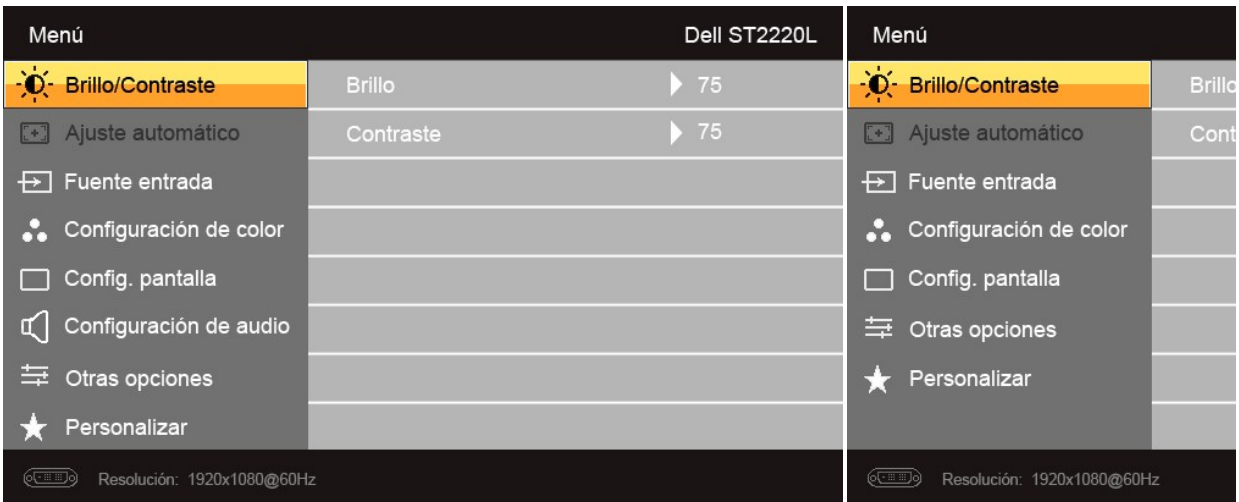 Menú Dell ST2220L
Brillo/Contraste Brillo 75
Ajuste automático Contraste 75
Fuente entrada
Configuración de color
Config. pantalla
Configuración de audio
Otras opciones
Personalizar
Resolución: 1920x1080@60Hz
Menú
Brillo/Contraste Brillo
Ajuste automático Cont
Fuente entrada
Configuración de color
Config. pantalla
Otras opciones
Personalizar
Resolución: 1920x1080@60Hz